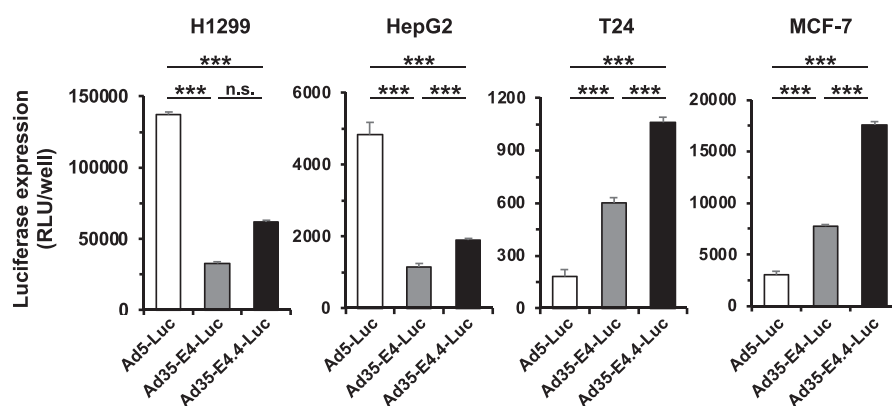 H1299
HepG2
T24
MCF-7
***
***
***
***
*** n.s.
*** ***
*** ***
*** ***
Luciferase expression
(RLU/well)
150000
100000
50000
0
6000
4000
2000
0
1200
900
600
300
0
20000
15000
10000
5000
0
Ad5-Luc
Ad35-E4-Luc
Ad35-E4.4-Luc
Ad5-Luc
Ad35-E4-Luc
Ad35-E4.4-Luc
Ad5-Luc
Ad35-E4-Luc
Ad35-E4.4-Luc
Ad5-Luc
Ad35-E4-Luc
Ad35-E4.4-Luc